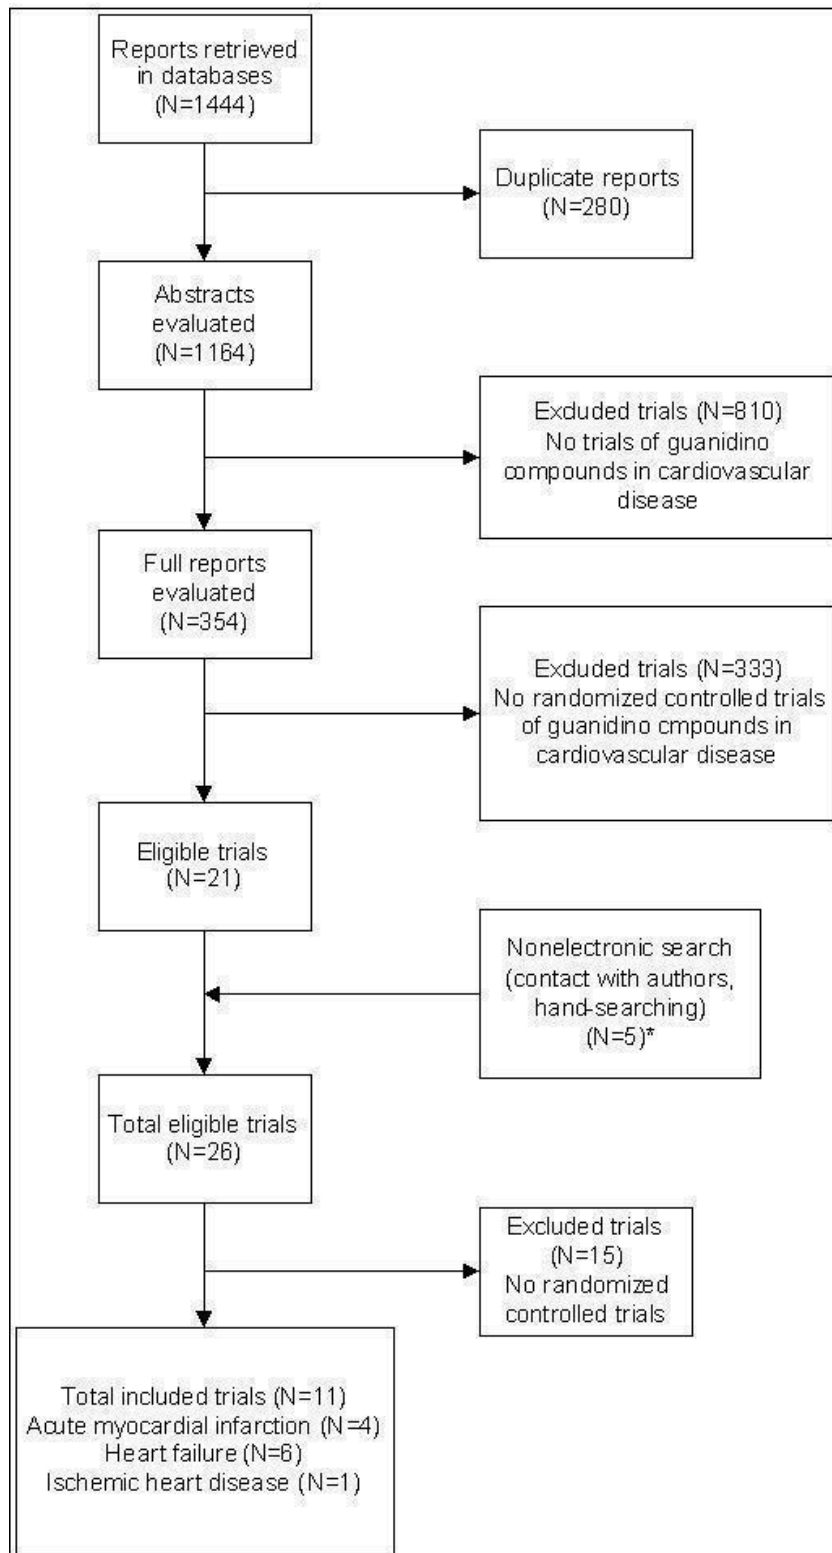 Reports retrieved
in databases
(N=1444)
Duplicate reports
(N=280)
Abstracts
evaluated
(N=1164)
Excluded trials (N=810)
No trials of guanidino
compounds in cardiovascular
disease
Full reports
evaluated
(N=354)
Excluded trials (N=333)
No randomized controlled trials
of guanidino cmpounds in
cardiovascular disease
Eligible trials
(N=21)
Nonelectronic search
(contact with authors,
hand-searching)
(N=5)*
Total eligible trials
(N=26)
Excluded trials
(N=15)
No randomized
controlled trials
Total included trials (N=11)
Acute myocardial infarction (N=4)
Heart failure (N=6)
Ischemic heart disease (N=1)